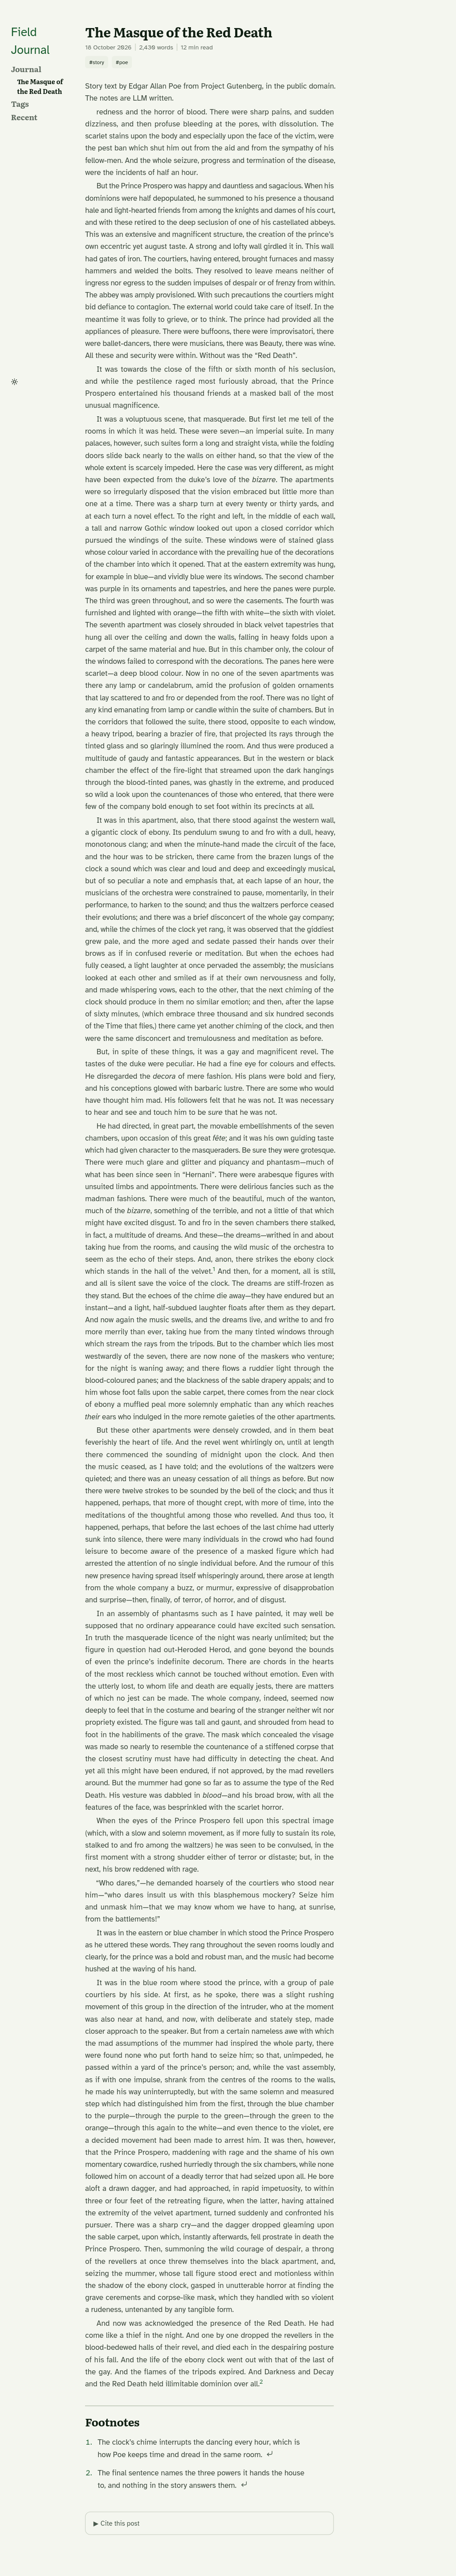 Field
Journal
Journal
The Masque of
the Red Death
Tags
Recent
The Masque of the Red Death
18 October 2026 | 2,430 words | 12 min read
#story #poe
Story text by Edgar Allan Poe from Project Gutenberg, in the public domain.
The notes are LLM written.
redness and the horror of blood. There were sharp pains, and sudden
dizziness, and then profuse bleeding at the pores, with dissolution. The
scarlet stains upon the body and especially upon the face of the victim, were
the pest ban which shut him out from the aid and from the sympathy of his
fellow-men. And the whole seizure, progress and termination of the disease,
were the incidents of half an hour.
But the Prince Prospero was happy and dauntless and sagacious. When his
dominions were half depopulated, he summoned to his presence a thousand
hale and light-hearted friends from among the knights and dames of his court,
and with these retired to the deep seclusion of one of his castellated abbeys.
This was an extensive and magnificent structure, the creation of the prince's
own eccentric yet august taste. A strong and lofty wall girdled it in. This wall
had gates of iron. The courtiers, having entered, brought furnaces and massy
hammers and welded the bolts. They resolved to leave means neither of
ingress nor egress to the sudden impulses of despair or of frenzy from within.
The abbey was amply provisioned. With such precautions the courtiers might
bid defiance to contagion. The external world could take care of itself. In the
meantime it was folly to grieve, or to think. The prince had provided all the
appliances of pleasure. There were buffoons, there were improvisatori, there
were ballet-dancers, there were musicians, there was Beauty, there was wine.
All these and security were within. Without was the “Red Death”.
It was towards the close of the fifth or sixth month of his seclusion,
and while the pestilence raged most furiously abroad, that the Prince
Prospero entertained his thousand friends at a masked ball of the most
unusual magnificence.
It was a voluptuous scene, that masquerade. But first let me tell of the
rooms in which it was held. These were seven—an imperial suite. In many
palaces, however, such suites form a long and straight vista, while the folding
doors slide back nearly to the walls on either hand, so that the view of the
whole extent is scarcely impeded. Here the case was very different, as might
have been expected from the duke's love of the bizarre. The apartments
were so irregularly disposed that the vision embraced but little more than
one at a time. There was a sharp turn at every twenty or thirty yards, and
at each turn a novel effect. To the right and left, in the middle of each wall,
a tall and narrow Gothic window looked out upon a closed corridor which
pursued the windings of the suite. These windows were of stained glass
whose colour varied in accordance with the prevailing hue of the decorations
of the chamber into which it opened. That at the eastern extremity was hung,
for example in blue—and vividly blue were its windows. The second chamber
was purple in its ornaments and tapestries, and here the panes were purple.
The third was green throughout, and so were the casements. The fourth was
furnished and lighted with orange—the fifth with white—the sixth with violet.
The seventh apartment was closely shrouded in black velvet tapestries that
hung all over the ceiling and down the walls, falling in heavy folds upon a
carpet of the same material and hue. But in this chamber only, the colour of
the windows failed to correspond with the decorations. The panes here were
scarlet—a deep blood colour. Now in no one of the seven apartments was
there any lamp or candelabrum, amid the profusion of golden ornaments
that lay scattered to and fro or depended from the roof. There was no light of
any kind emanating from lamp or candle within the suite of chambers. But in
the corridors that followed the suite, there stood, opposite to each window,
a heavy tripod, bearing a brazier of fire, that projected its rays through the
tinted glass and so glaringly illumined the room. And thus were produced a
multitude of gaudy and fantastic appearances. But in the western or black
chamber the effect of the fire-light that streamed upon the dark hangings
through the blood-tinted panes, was ghastly in the extreme, and produced
so wild a look upon the countenances of those who entered, that there were
few of the company bold enough to set foot within its precincts at all.
It was in this apartment, also, that there stood against the western wall,
a gigantic clock of ebony. Its pendulum swung to and fro with a dull, heavy,
monotonous clang; and when the minute-hand made the circuit of the face,
and the hour was to be stricken, there came from the brazen lungs of the
clock a sound which was clear and loud and deep and exceedingly musical,
but of so peculiar a note and emphasis that, at each lapse of an hour, the
musicians of the orchestra were constrained to pause, momentarily, in their
performance, to harken to the sound; and thus the waltzers perforce ceased
their evolutions; and there was a brief disconcert of the whole gay company;
and, while the chimes of the clock yet rang, it was observed that the giddiest
grew pale, and the more aged and sedate passed their hands over their
brows as if in confused reverie or meditation. But when the echoes had
fully ceased, a light laughter at once pervaded the assembly; the musicians
looked at each other and smiled as if at their own nervousness and folly,
and made whispering vows, each to the other, that the next chiming of the
clock should produce in them no similar emotion; and then, after the lapse
of sixty minutes, (which embrace three thousand and six hundred seconds
of the Time that flies,) there came yet another chiming of the clock, and then
were the same disconcert and tremulousness and meditation as before.
But, in spite of these things, it was a gay and magnificent revel. The
tastes of the duke were peculiar. He had a fine eye for colours and effects.
He disregarded the decora of mere fashion. His plans were bold and fiery,
and his conceptions glowed with barbaric lustre. There are some who would
have thought him mad. His followers felt that he was not. It was necessary
to hear and see and touch him to be sure that he was not.
He had directed, in great part, the movable embellishments of the seven
chambers, upon occasion of this great fête; and it was his own guiding taste
which had given character to the masqueraders. Be sure they were grotesque.
There were much glare and glitter and piquancy and phantasm—much of
what has been since seen in “Hernani”. There were arabesque figures with
unsuited limbs and appointments. There were delirious fancies such as the
madman fashions. There were much of the beautiful, much of the wanton,
much of the bizarre, something of the terrible, and not a little of that which
might have excited disgust. To and fro in the seven chambers there stalked,
in fact, a multitude of dreams. And these—the dreams—writhed in and about
taking hue from the rooms, and causing the wild music of the orchestra to
seem as the echo of their steps. And, anon, there strikes the ebony clock
which stands in the hall of the velvet.1 And then, for a moment, all is still,
and all is silent save the voice of the clock. The dreams are stiff-frozen as
they stand. But the echoes of the chime die away—they have endured but an
instant—and a light, half-subdued laughter floats after them as they depart.
And now again the music swells, and the dreams live, and writhe to and fro
more merrily than ever, taking hue from the many tinted windows through
which stream the rays from the tripods. But to the chamber which lies most
westwardly of the seven, there are now none of the maskers who venture;
for the night is waning away; and there flows a ruddier light through the
blood-coloured panes; and the blackness of the sable drapery appals; and to
him whose foot falls upon the sable carpet, there comes from the near clock
of ebony a muffled peal more solemnly emphatic than any which reaches
their ears who indulged in the more remote gaieties of the other apartments.
But these other apartments were densely crowded, and in them beat
feverishly the heart of life. And the revel went whirlingly on, until at length
there commenced the sounding of midnight upon the clock. And then
the music ceased, as I have told; and the evolutions of the waltzers were
quieted; and there was an uneasy cessation of all things as before. But now
there were twelve strokes to be sounded by the bell of the clock; and thus it
happened, perhaps, that more of thought crept, with more of time, into the
meditations of the thoughtful among those who revelled. And thus too, it
happened, perhaps, that before the last echoes of the last chime had utterly
sunk into silence, there were many individuals in the crowd who had found
leisure to become aware of the presence of a masked figure which had
arrested the attention of no single individual before. And the rumour of this
new presence having spread itself whisperingly around, there arose at length
from the whole company a buzz, or murmur, expressive of disapprobation
and surprise—then, finally, of terror, of horror, and of disgust.
In an assembly of phantasms such as I have painted, it may well be
supposed that no ordinary appearance could have excited such sensation.
In truth the masquerade licence of the night was nearly unlimited; but the
figure in question had out-Heroded Herod, and gone beyond the bounds
of even the prince's indefinite decorum. There are chords in the hearts
of the most reckless which cannot be touched without emotion. Even with
the utterly lost, to whom life and death are equally jests, there are matters
of which no jest can be made. The whole company, indeed, seemed now
deeply to feel that in the costume and bearing of the stranger neither wit nor
propriety existed. The figure was tall and gaunt, and shrouded from head to
foot in the habiliments of the grave. The mask which concealed the visage
was made so nearly to resemble the countenance of a stiffened corpse that
the closest scrutiny must have had difficulty in detecting the cheat. And
yet all this might have been endured, if not approved, by the mad revellers
around. But the mummer had gone so far as to assume the type of the Red
Death. His vesture was dabbled in blood—and his broad brow, with all the
features of the face, was besprinkled with the scarlet horror.
When the eyes of the Prince Prospero fell upon this spectral image
(which, with a slow and solemn movement, as if more fully to sustain its role,
stalked to and fro among the waltzers) he was seen to be convulsed, in the
first moment with a strong shudder either of terror or distaste; but, in the
next, his brow reddened with rage.
“Who dares,”—he demanded hoarsely of the courtiers who stood near
him—“who dares insult us with this blasphemous mockery? Seize him
and unmask him—that we may know whom we have to hang, at sunrise,
from the battlements!”
It was in the eastern or blue chamber in which stood the Prince Prospero
as he uttered these words. They rang throughout the seven rooms loudly and
clearly, for the prince was a bold and robust man, and the music had become
hushed at the waving of his hand.
It was in the blue room where stood the prince, with a group of pale
courtiers by his side. At first, as he spoke, there was a slight rushing
movement of this group in the direction of the intruder, who at the moment
was also near at hand, and now, with deliberate and stately step, made
closer approach to the speaker. But from a certain nameless awe with which
the mad assumptions of the mummer had inspired the whole party, there
were found none who put forth hand to seize him; so that, unimpeded, he
passed within a yard of the prince's person; and, while the vast assembly,
as if with one impulse, shrank from the centres of the rooms to the walls,
he made his way uninterruptedly, but with the same solemn and measured
step which had distinguished him from the first, through the blue chamber
to the purple—through the purple to the green—through the green to the
orange—through this again to the white—and even thence to the violet, ere
a decided movement had been made to arrest him. It was then, however,
that the Prince Prospero, maddening with rage and the shame of his own
momentary cowardice, rushed hurriedly through the six chambers, while none
followed him on account of a deadly terror that had seized upon all. He bore
aloft a drawn dagger, and had approached, in rapid impetuosity, to within
three or four feet of the retreating figure, when the latter, having attained
the extremity of the velvet apartment, turned suddenly and confronted his
pursuer. There was a sharp cry—and the dagger dropped gleaming upon
the sable carpet, upon which, instantly afterwards, fell prostrate in death the
Prince Prospero. Then, summoning the wild courage of despair, a throng
of the revellers at once threw themselves into the black apartment, and,
seizing the mummer, whose tall figure stood erect and motionless within
the shadow of the ebony clock, gasped in unutterable horror at finding the
grave cerements and corpse-like mask, which they handled with so violent
a rudeness, untenanted by any tangible form.
And now was acknowledged the presence of the Red Death. He had
come like a thief in the night. And one by one dropped the revellers in the
blood-bedewed halls of their revel, and died each in the despairing posture
of his fall. And the life of the ebony clock went out with that of the last of
the gay. And the flames of the tripods expired. And Darkness and Decay
and the Red Death held illimitable dominion over all.2
Footnotes
1. The clock's chime interrupts the dancing every hour, which is
how Poe keeps time and dread in the same room. ↩
2. The final sentence names the three powers it hands the house
to, and nothing in the story answers them. ↩
▶ Cite this post